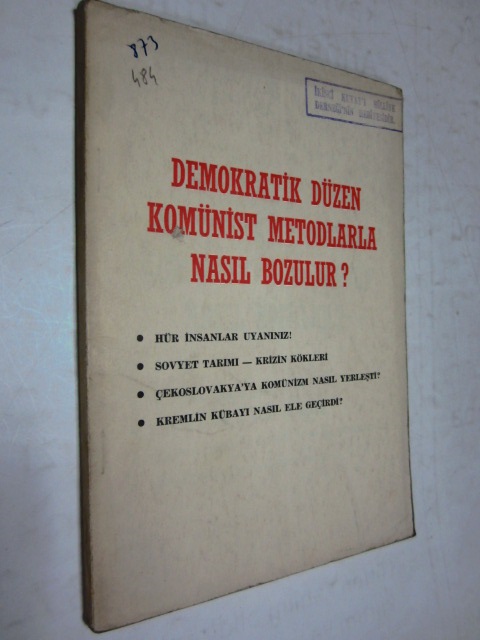 873
484
DEMOKRATİK DÜZEN
KOMÜNİST METODLARLA
NASIL BOZULUR?
• HÜR İNSANLAR UYANINIZ!
• SOVYET TARIMI — KRİZİN KÖKLERİ
• ÇEKOSLOVAKYA'YA KOMÜNİZM NASIL YERLEŞTİ?
• KREMLİN KÜBAYI NASIL ELE GEÇİRDİ?